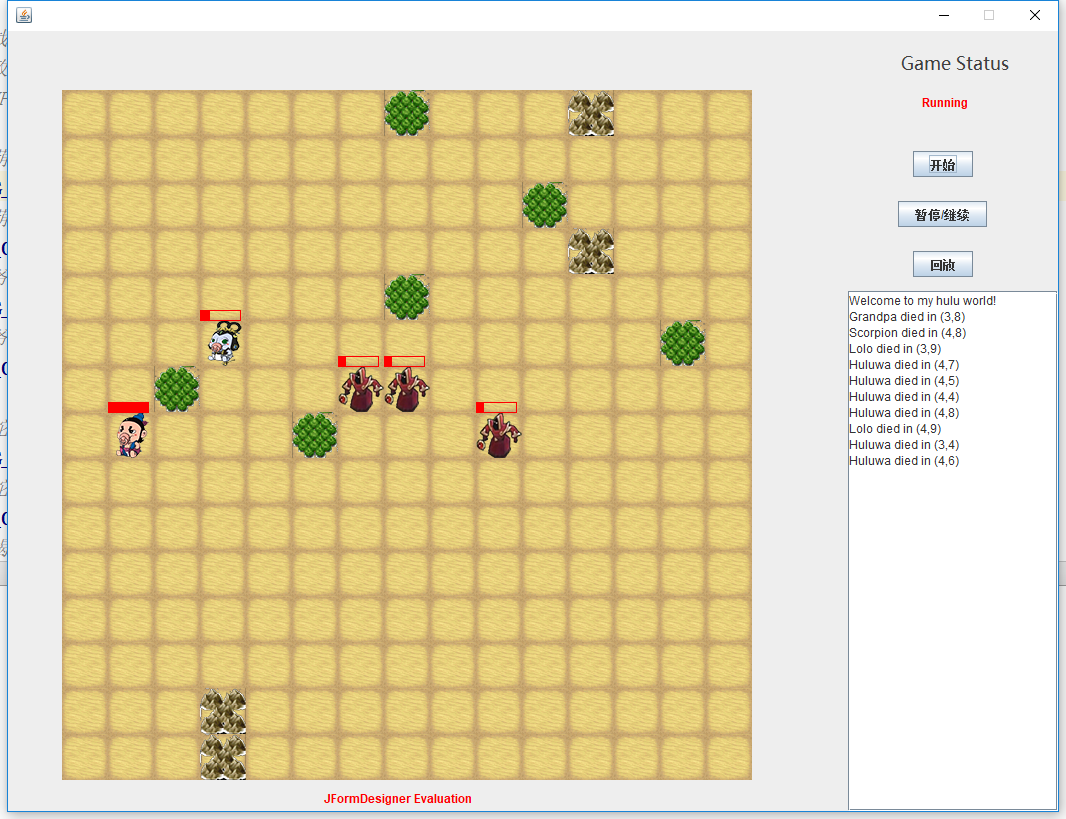 Game Status
Running
开始
暂停/继续
回放
Welcome to my hulu world!
Grandpa died in (3,8)
Scorpion died in (4,8)
Lolo died in (3,9)
Huluwa died in (4,7)
Huluwa died in (4,5)
Huluwa died in (4,4)
Huluwa died in (4,8)
Lolo died in (4,9)
Huluwa died in (3,4)
Huluwa died in (4,6)
JFormDesigner Evaluation